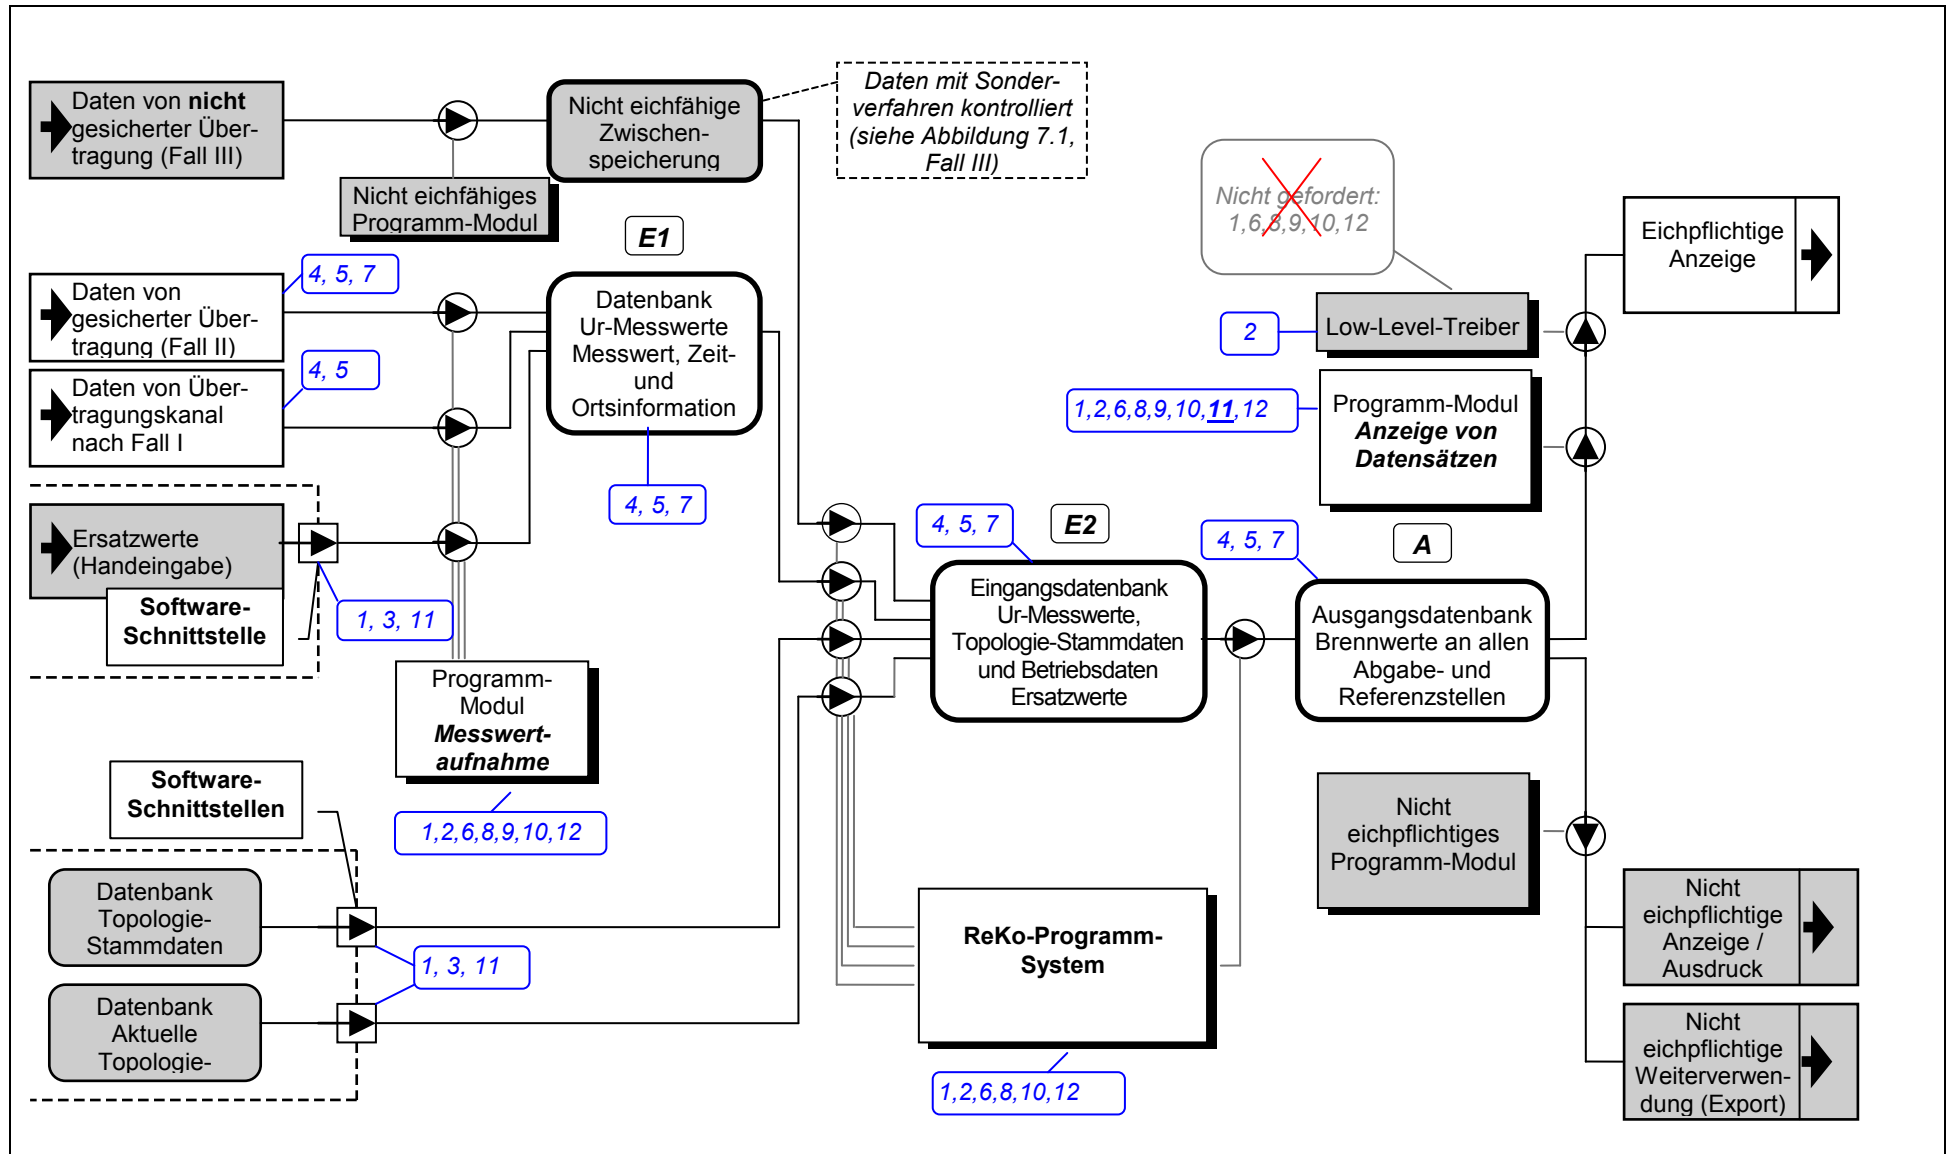 Daten von nicht
gesicherter Über-
tragung (Fall III)
Nicht eichfähiges
Programm-Modul
Nicht eichfähige
Zwischen-
speicherung
Daten mit Sonder-
verfahren kontrolliert
(siehe Abbildung 7.1,
Fall III)
E1
Daten von
gesicherter Über-
tragung (Fall II)
4, 5, 7
Daten von Über-
tragungskanal
nach Fall I
4, 5
Datenbank
Ur-Messwerte
Messwert, Zeit-
und
Ortsinformation
4, 5, 7
Ersatzwerte
(Handeingabe)
Software-
Schnittstelle
1, 3, 11
Programm-
Modul
Messwert-
aufnahme
1,2,6,8,9,10,12
Software-
Schnittstellen
Datenbank
Topologie-
Stammdaten
Datenbank
Aktuelle
Topologie-
1, 3, 11
4, 5, 7
E2
Eingangsdatenbank
Ur-Messwerte,
Topologie-Stammdaten
und Betriebsdaten
Ersatzwerte
ReKo-Programm-
System
1,2,6,8,10,12
4, 5, 7
A
Ausgangsdatenbank
Brennwerte an allen
Abgabe- und
Referenzstellen
Nicht gefordert:
1,6,8,9,10,12
Low-Level-Treiber
2
Programm-Modul
Anzeige von
Datensätzen
1,2,6,8,9,10,11,12
Eichpflichtige
Anzeige
Nicht
eichpflichtiges
Programm-Modul
Nicht
eichpflichtige
Anzeige /
Ausdruck
Nicht
eichpflichtige
Weiterverwen-
dung (Export)